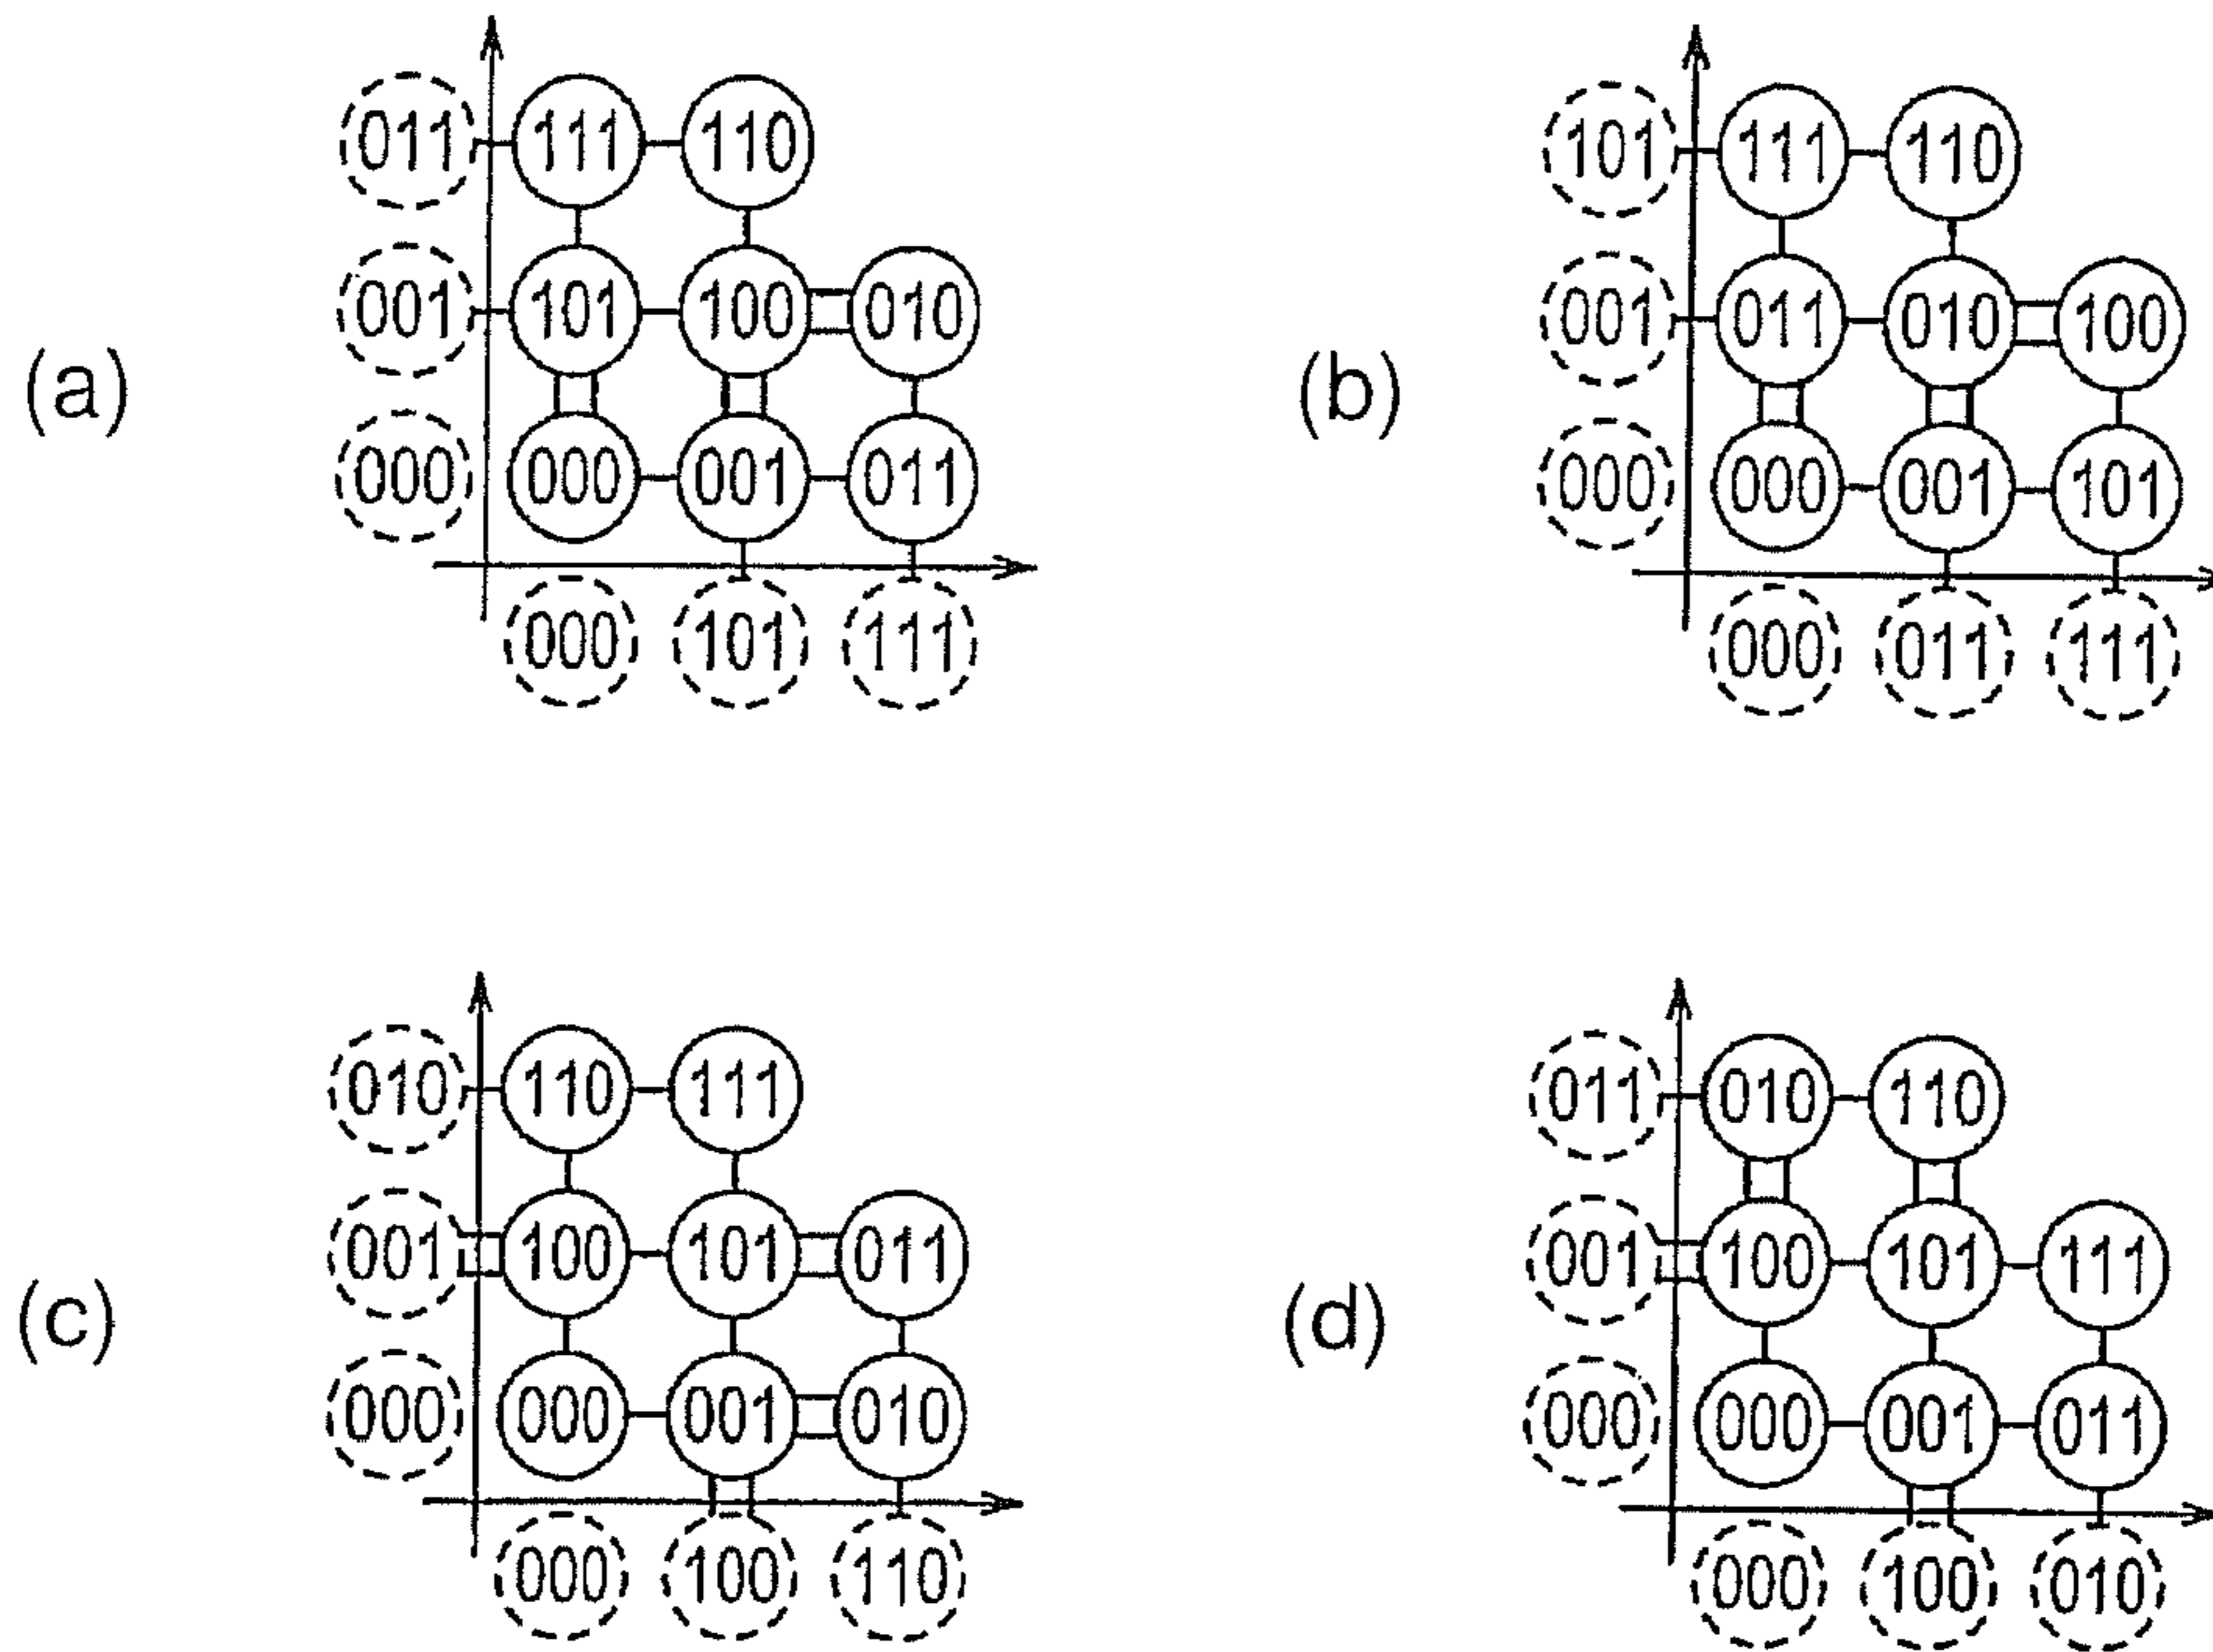 (a)
011 111 110
001 101 100 010
000 000 001 011
000 101 111
(b)
101 111 110
001 011 010 100
000 000 001 101
000 011 111
(c)
010 110 111
001 100 101 011
000 000 001 010
000 100 110
(d)
011 010 110
001 100 101 111
000 000 001 011
000 100 010